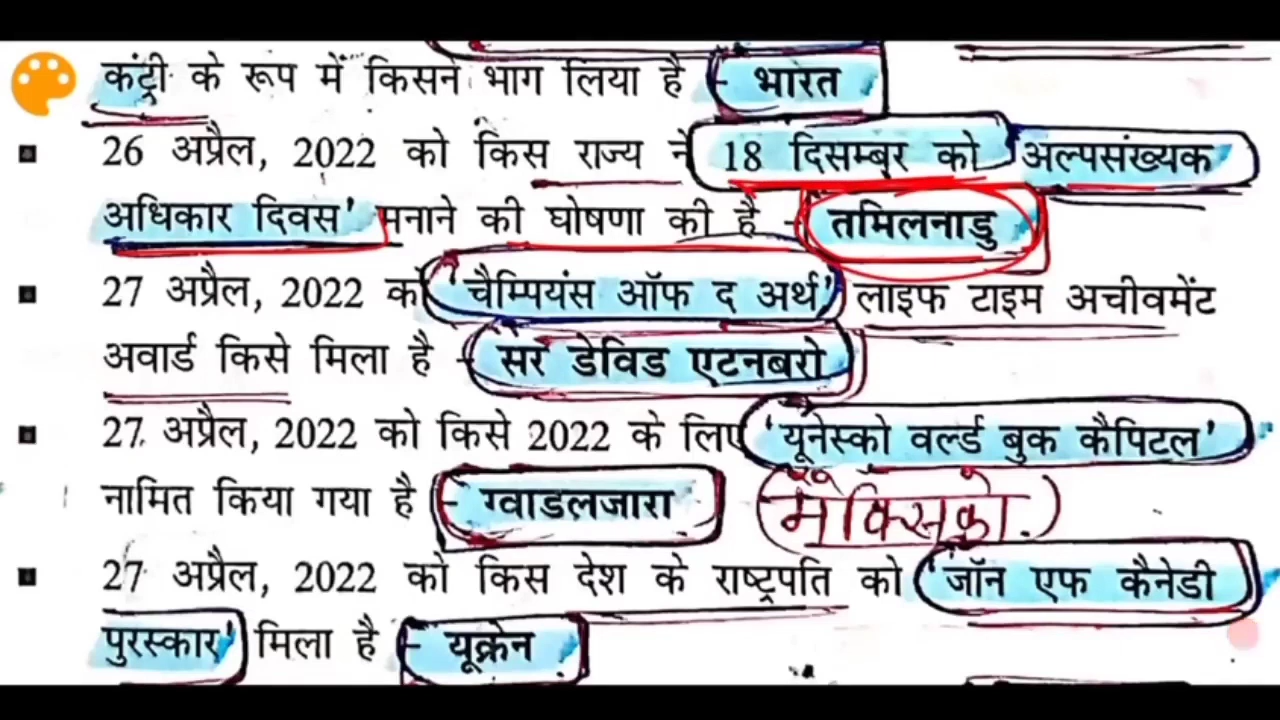 कंट्री के रूप में किसने भाग लिया है - भारत
▪ 26 अप्रैल, 2022 को किस राज्य ने 18 दिसम्बर को 'अल्पसंख्यक
अधिकार दिवस' मनाने की घोषणा की है - तमिलनाडु
▪ 27 अप्रैल, 2022 को 'चैम्पियंस ऑफ द अर्थ' लाइफ टाइम अचीवमेंट
अवार्ड किसे मिला है - सर डेविड एटनबरो
▪ 27 अप्रैल, 2022 को किसे 2022 के लिए 'यूनेस्को वर्ल्ड बुक कैपिटल'
नामित किया गया है - ग्वाडलजारा (मैक्सिको)
▪ 27 अप्रैल, 2022 को किस देश के राष्ट्रपति को 'जॉन एफ कैनेडी
पुरस्कार' मिला है - यूक्रेन